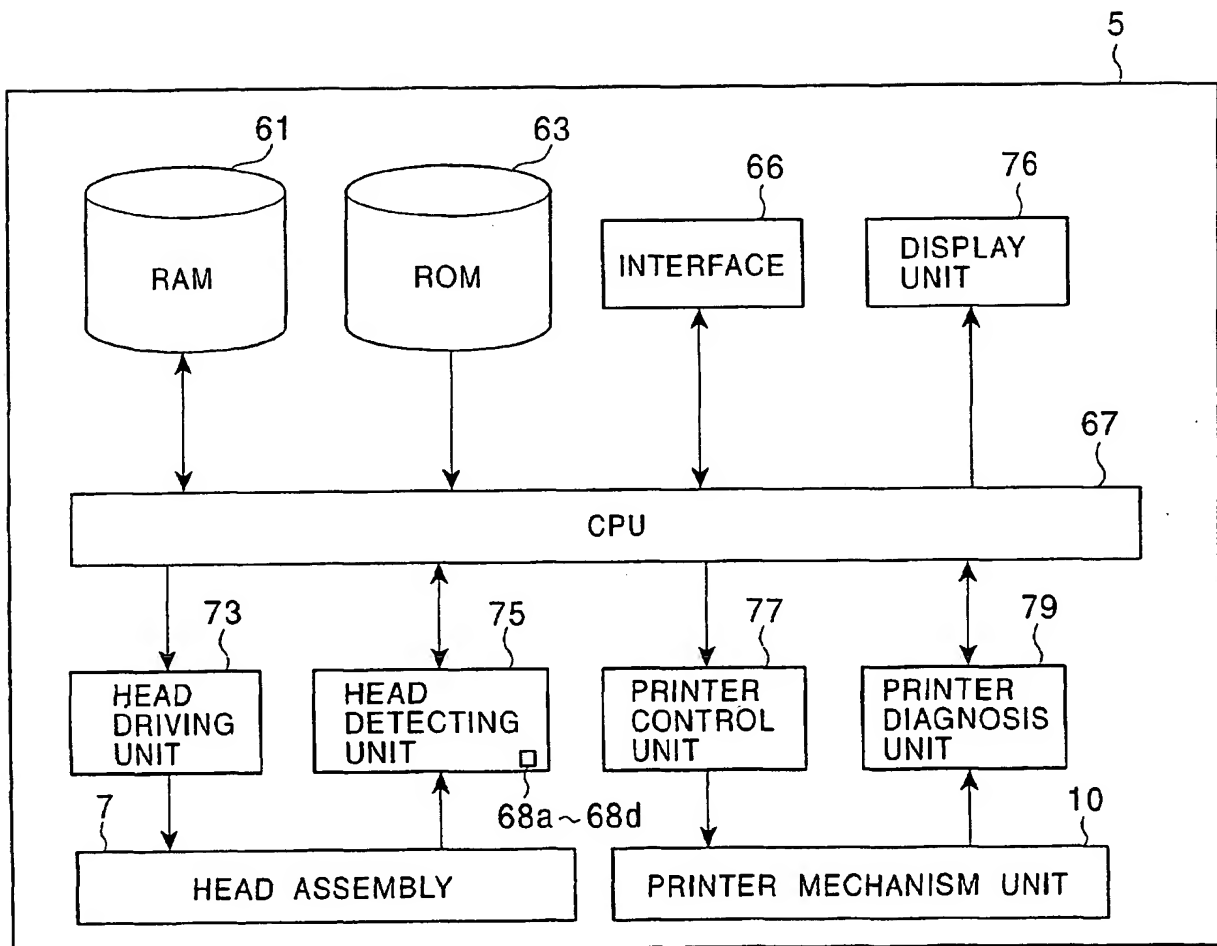 5
61
63
66
76
RAM
ROM
INTERFACE
DISPLAY
UNIT
67
CPU
73
75
77
79
HEAD
DRIVING
UNIT
HEAD
DETECTING
UNIT
PRINTER
CONTROL
UNIT
PRINTER
DIAGNOSIS
UNIT
7
68a~68d
10
HEAD ASSEMBLY
PRINTER MECHANISM UNIT